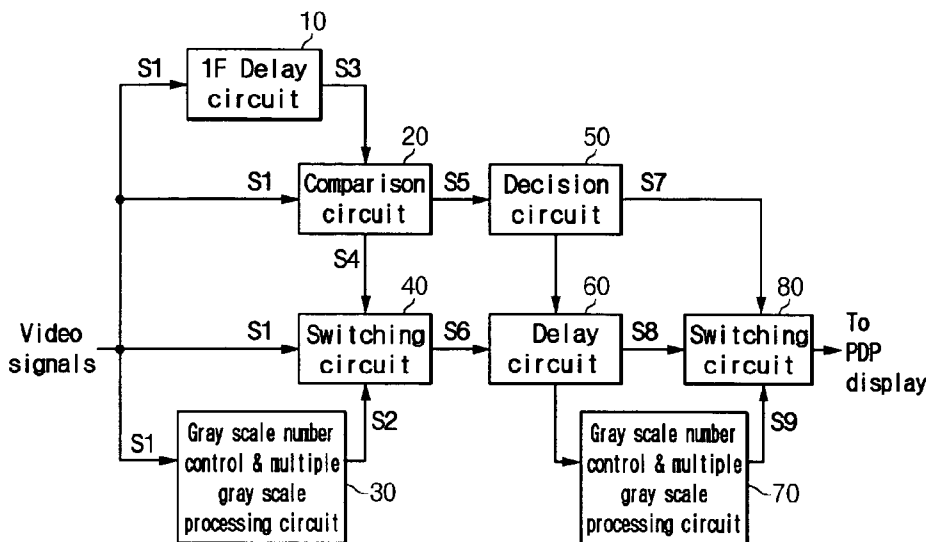 10
S1
1F Delay
circuit
S3
20
50
S1
Comparison
circuit
S5
Decision
circuit
S7
S4
40
60
80
Video
signals
S1
Switching
circuit
S6
Delay
circuit
S8
Switching
circuit
To
PDP
display
S2
S9
S1
Gray scale number
control & multiple
gray scale
processing circuit
30
Gray scale number
control & multiple
gray scale
processing circuit
70